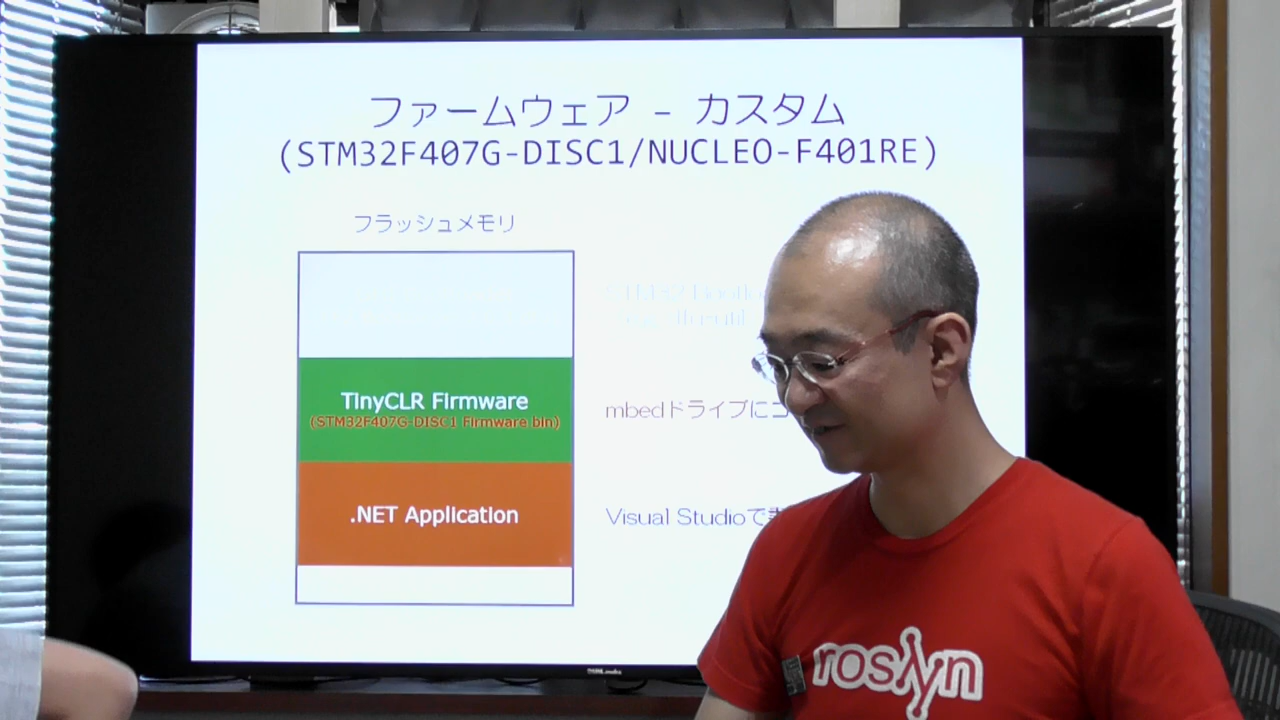 ファームウェア – カスタム
(STM32F407G-DISC1/NUCLEO-F401RE)
フラッシュメモリ
TinyCLR Firmware
(STM32F407G-DISC1 Firmware bin)
mbedドライブにコ
.NET Application
Visual Studioで書
roslyn